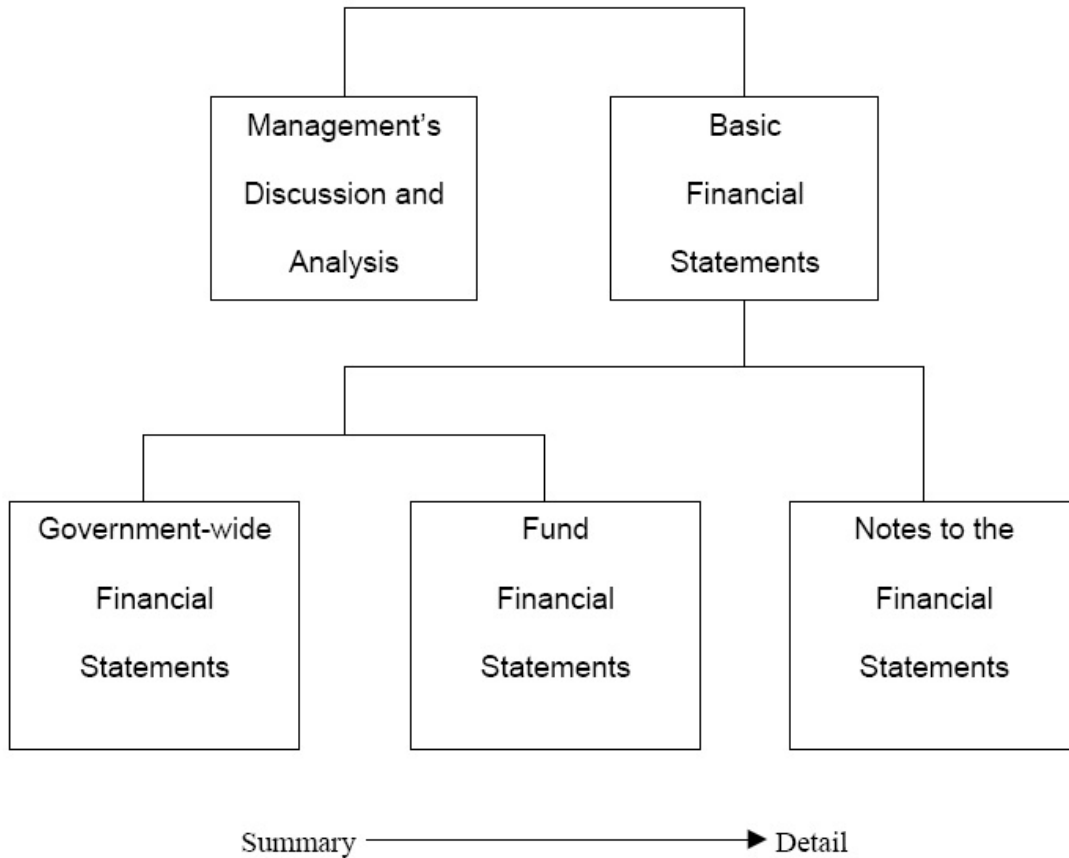 Management’s
Discussion and
Analysis
Basic
Financial
Statements
Government-wide
Financial
Statements
Fund
Financial
Statements
Notes to the
Financial
Statements
Summary
Detail